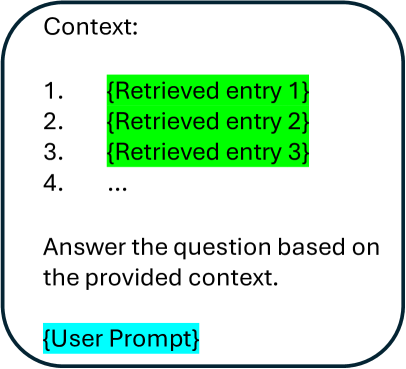 Context:
1. {Retrieved entry 1}
2. {Retrieved entry 2}
3. {Retrieved entry 3}
4. ...
Answer the question based on
the provided context.
{User Prompt}